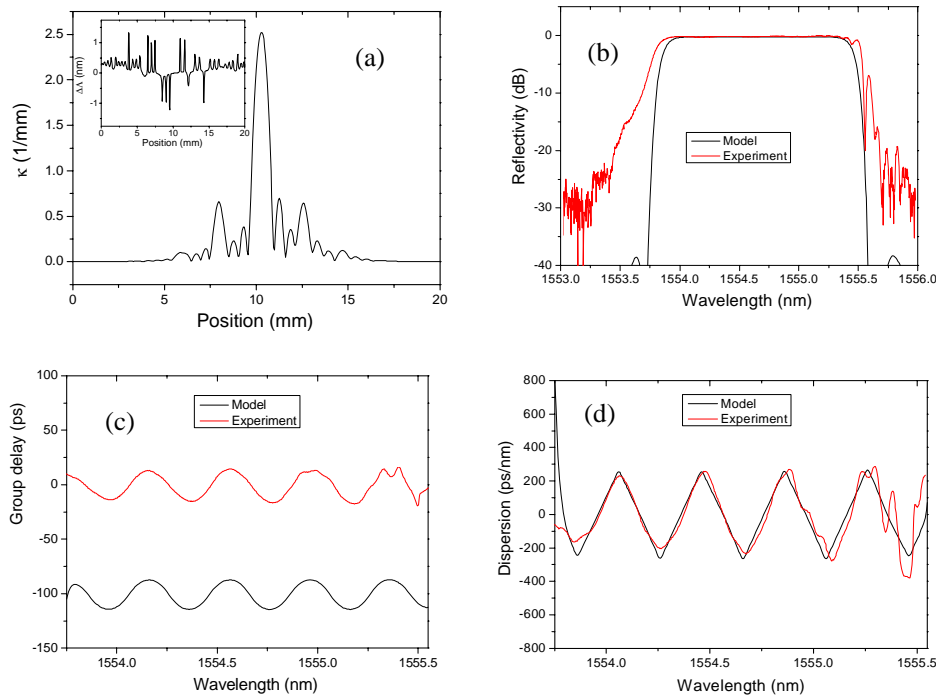 (a)
κ (1/mm)
2.5
2.0
1.5
1.0
0.5
0.0
0 5 10 15 20
Position (mm)
ΔΛ (nm)
1
0
-1
0 5 10 15 20
Position (mm)
(b)
Reflectivity (dB)
0
-10
-20
-30
-40
Model
Experiment
1553.0 1553.5 1554.0 1554.5 1555.0 1555.5 1556.0
Wavelength (nm)
(c)
Group delay (ps)
100
50
25
0
-25
-50
-100
-150
Model
Experiment
1554.0 1554.5 1555.0 1555.5
Wavelength (nm)
(d)
Dispersion (ps/nm)
800
600
400
200
0
-200
-400
-600
-800
Model
Experiment
1554.0 1554.5 1555.0 1555.5
Wavelength (nm)